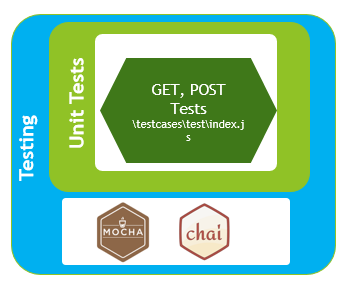 Testing
Unit Tests
GET, POST
Tests
\testcases\test\index.j
s
MOCHA
chai